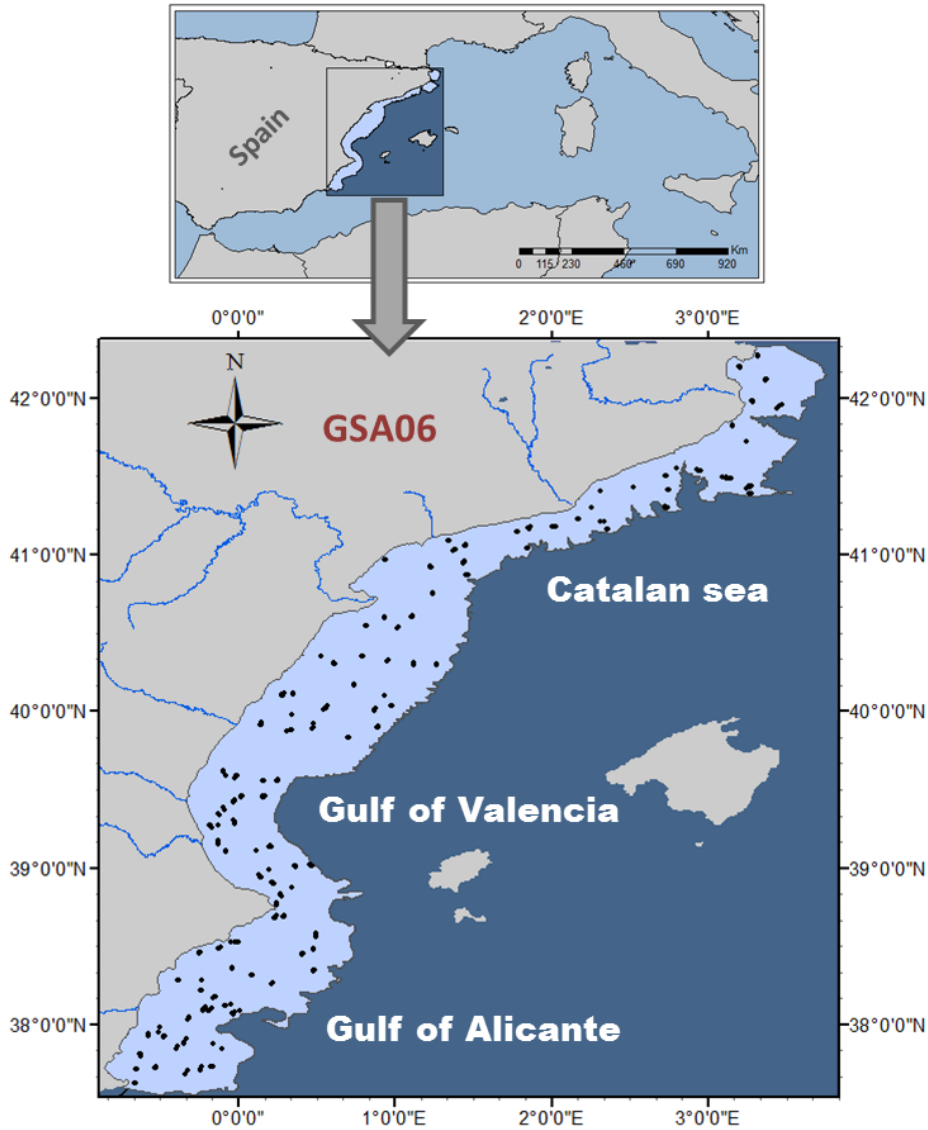 Spain
Km
0 115 230 460 690 920
0°0'0" 2°0'0"E 3°0'0"E
N
GSA06
42°0'0"N 42°0'0"N
41°0'0"N 41°0'0"N
Catalan sea
40°0'0"N 40°0'0"N
Gulf of Valencia
39°0'0"N 39°0'0"N
38°0'0"N 38°0'0"N
Gulf of Alicante
0°0'0" 1°0'0"E 2°0'0"E 3°0'0"E